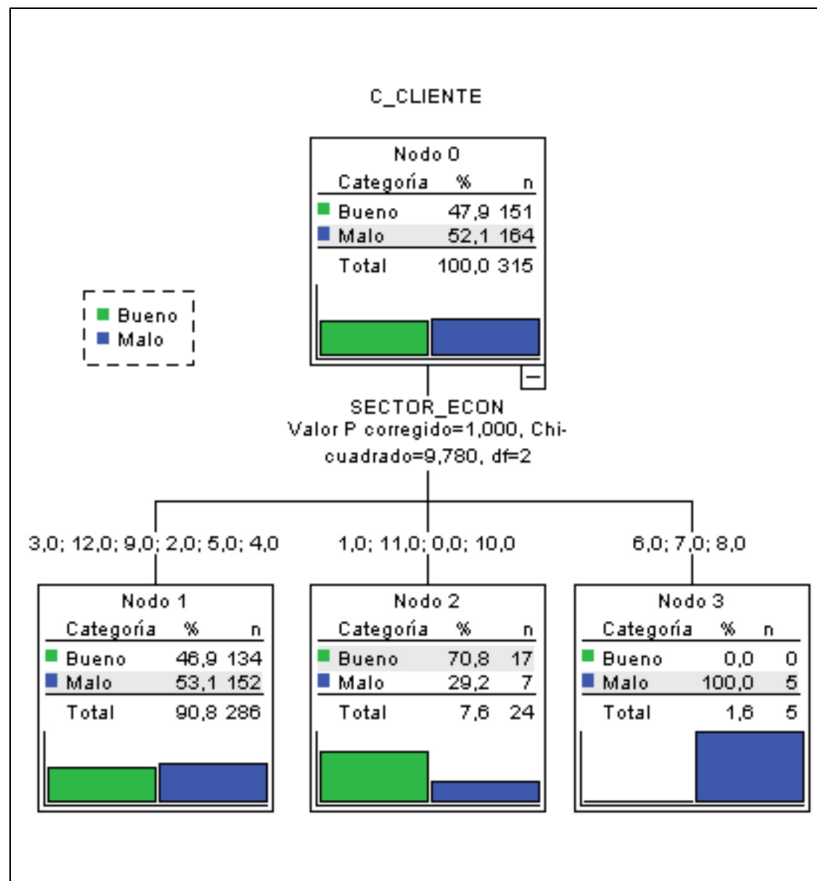 C_CLIENTE
Nodo 0
Categoría % n
Bueno 47,9 151
Malo 52,1 164
Total 100,0 315
Bueno
Malo
SECTOR_ECON
Valor P corregido=1,000, Chi-
cuadrado=9,780, df=2
3,0; 12,0; 9,0; 2,0; 5,0; 4,0
1,0; 11,0; 0,0; 10,0
6,0; 7,0; 8,0
Nodo 1
Categoría % n
Bueno 46,9 134
Malo 53,1 152
Total 90,8 286
Nodo 2
Categoría % n
Bueno 70,8 17
Malo 29,2 7
Total 7,6 24
Nodo 3
Categoría % n
Bueno 0,0 0
Malo 100,0 5
Total 1,6 5